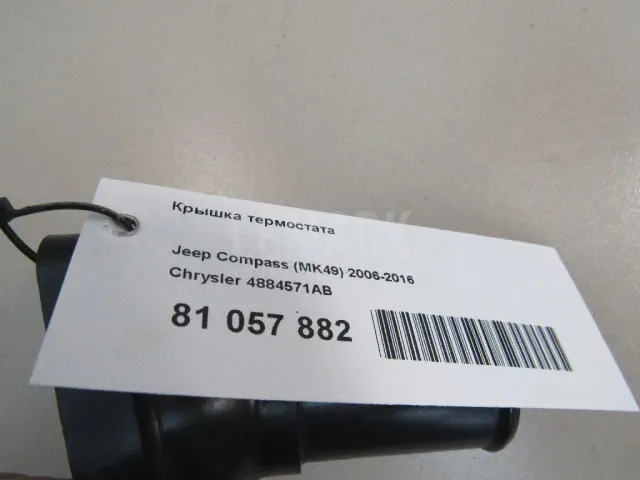 Крышка термостата
Jeep Compass (MK49) 2006-2016
Chrysler 4884571AB
81 057 882